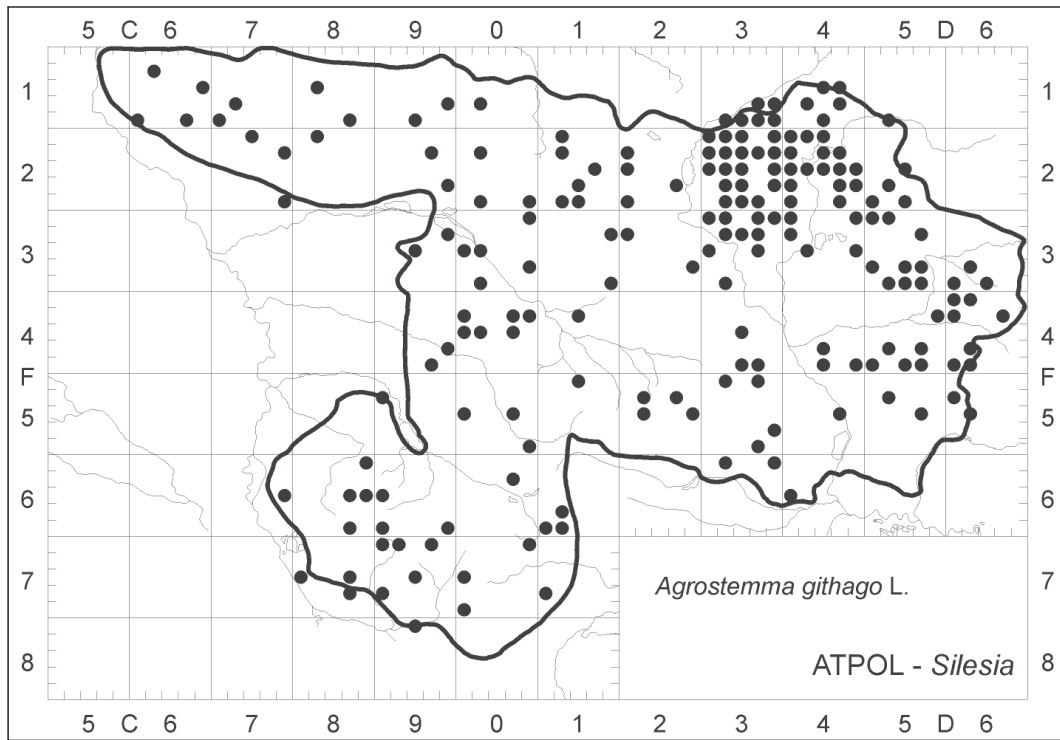 5 C 6 7 8 9 0 1 2 3 4 5 D 6
1 1
2 2
3 3
4 4
F F
5 5
6 6
7 Agrostemma githago L. 7
8 ATPOL - Silesia 8
5 C 6 7 8 9 0 1 2 3 4 5 D 6